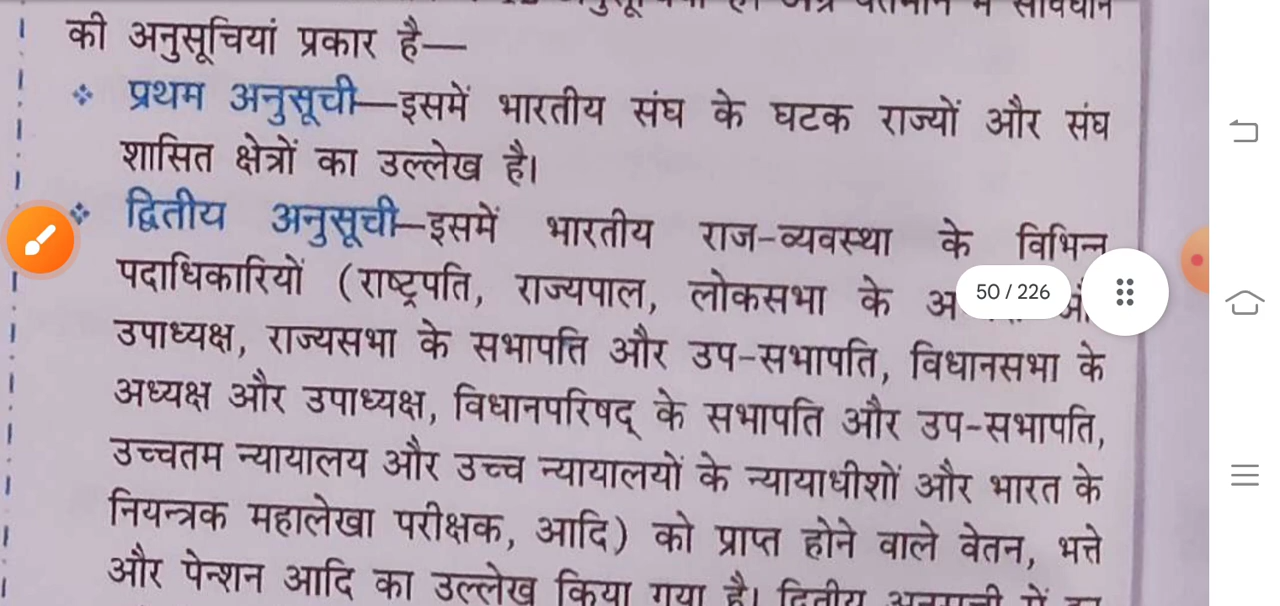 की अनुसूचियां प्रकार है—
❖ प्रथम अनुसूची—इसमें भारतीय संघ के घटक राज्यों और संघ
शासित क्षेत्रों का उल्लेख है।
❖ द्वितीय अनुसूची—इसमें भारतीय राज-व्यवस्था के विभिन्न
पदाधिकारियों (राष्ट्रपति, राज्यपाल, लोकसभा के
50 / 226
उपाध्यक्ष, राज्यसभा के सभापति और उप-सभापति, विधानसभा के
अध्यक्ष और उपाध्यक्ष, विधानपरिषद् के सभापति और उप-सभापति,
उच्चतम न्यायालय और उच्च न्यायालयों के न्यायाधीशों और भारत के
नियन्त्रक महालेखा परीक्षक, आदि) को प्राप्त होने वाले वेतन, भत्ते
और पेन्शन आदि का उल्लेख किया गया है। द्वितीय